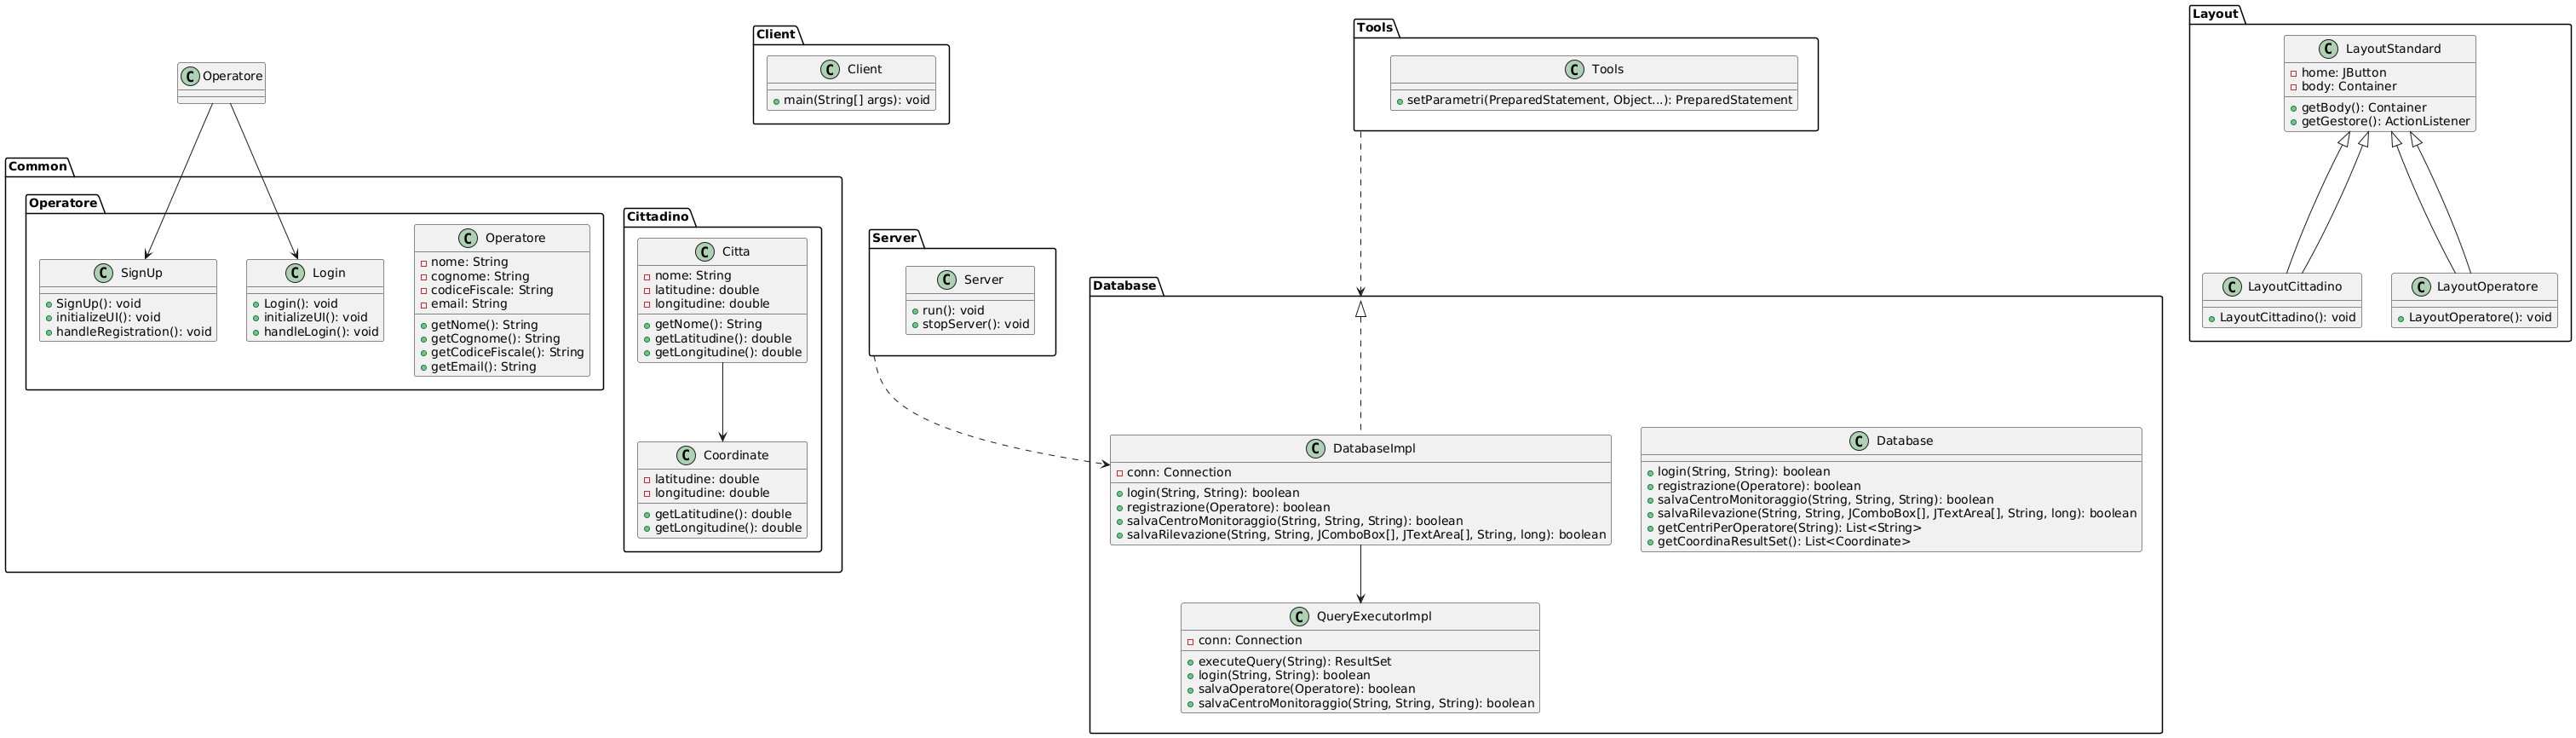 Operatore
Common
Operatore
SignUp
SignUp(): void
initializeUI(): void
handleRegistration(): void
Login
Login(): void
initializeUI(): void
handleLogin(): void
Operatore
nome: String
cognome: String
codiceFiscale: String
email: String
getNome(): String
getCognome(): String
getCodiceFiscale(): String
getEmail(): String
Cittadino
Citta
nome: String
latitudine: double
longitudine: double
getNome(): String
getLatitudine(): double
getLongitudine(): double
Coordinate
latitudine: double
longitudine: double
getLatitudine(): double
getLongitudine(): double
Client
Client
main(String[] args): void
Server
Server
run(): void
stopServer(): void
Tools
Tools
setParametri(PreparedStatement, Object...): PreparedStatement
Database
DatabaseImpl
conn: Connection
login(String, String): boolean
registrazione(Operatore): boolean
salvaCentroMonitoraggio(String, String, String): boolean
salvaRilevazione(String, String, JComboBox[], JTextArea[], String, long): boolean
Database
login(String, String): boolean
registrazione(Operatore): boolean
salvaCentroMonitoraggio(String, String, String): boolean
salvaRilevazione(String, String, JComboBox[], JTextArea[], String, long): boolean
getCentriPerOperatore(String): List<String>
getCoordinaResultSet(): List<Coordinate>
QueryExecutorImpl
conn: Connection
executeQuery(String): ResultSet
login(String, String): boolean
salvaOperatore(Operatore): boolean
salvaCentroMonitoraggio(String, String, String): boolean
Layout
LayoutStandard
home: JButton
body: Container
getBody(): Container
getGestore(): ActionListener
LayoutCittadino
LayoutCittadino(): void
LayoutOperatore
LayoutOperatore(): void